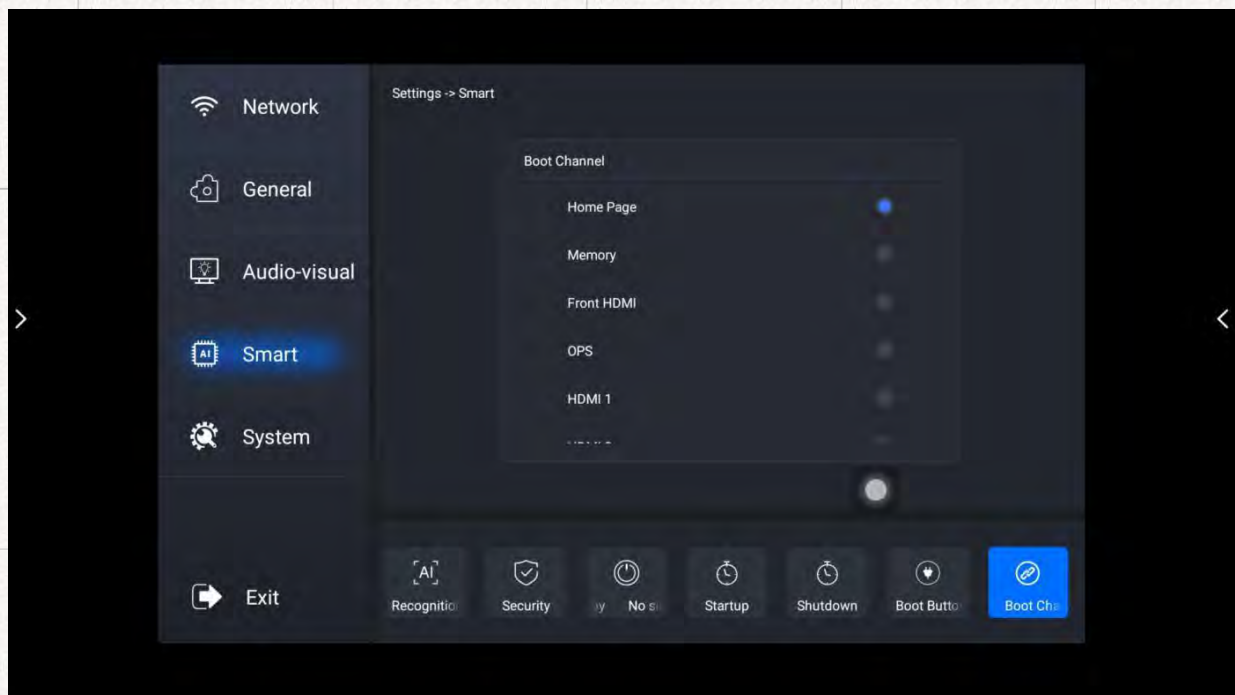 Network
General
Audio-visual
Smart
System
Exit
Settings -> Smart
Boot Channel
Home Page
Memory
Front HDMI
OPS
HDMI 1
AI
Recognitio
Security
y No s
Startup
Shutdown
Boot Butto
Boot Cha